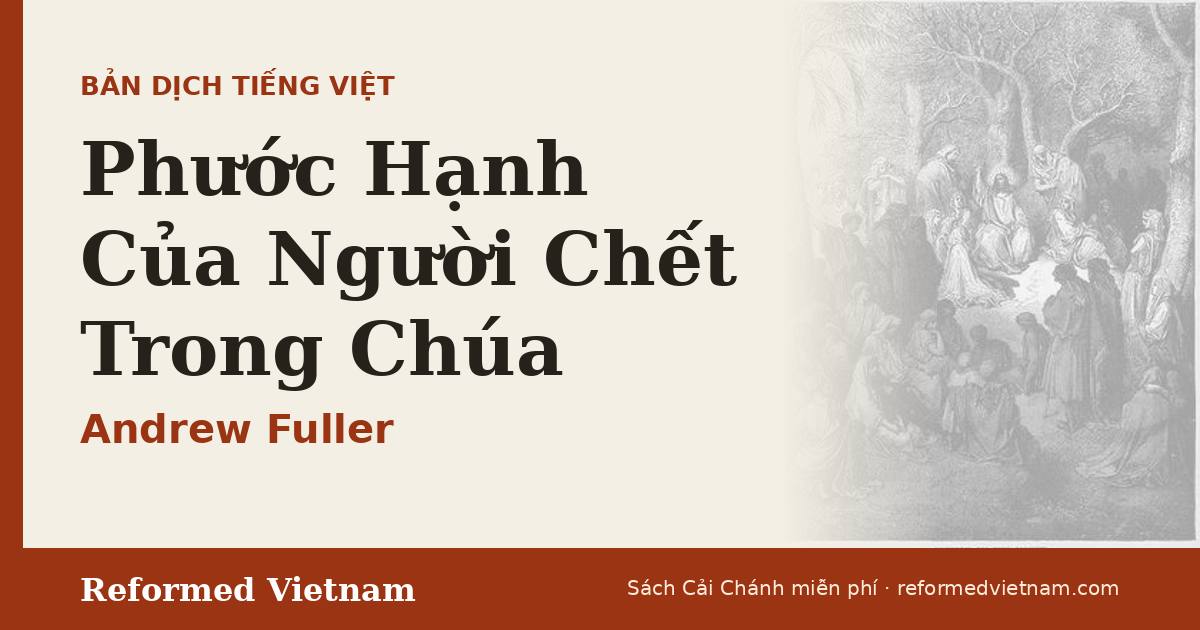 BẢN DỊCH TIẾNG VIỆT
Phước Hạnh
Của Người Chết
Trong Chúa
Andrew Fuller
Reformed Vietnam
Sách Cải Chánh miễn phí · reformedvietnam.com